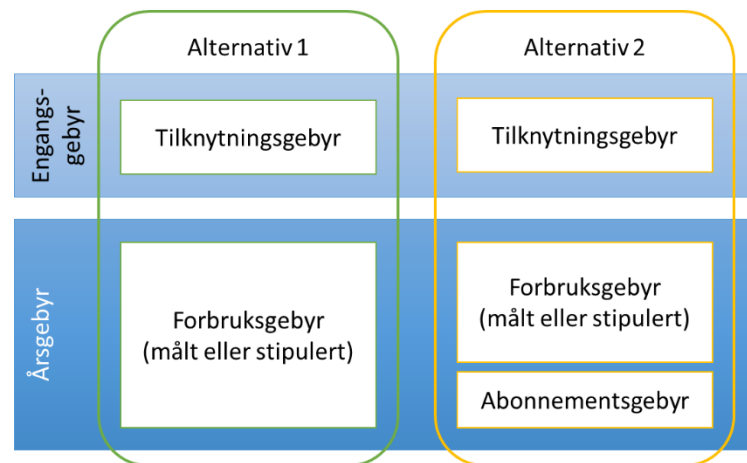 Alternativ 1
Alternativ 2
Engangs-
gebyr
Tilknytningsgebyr
Tilknytningsgebyr
Årsgebyr
Forbruksgebyr
(målt eller stipulert)
Forbruksgebyr
(målt eller stipulert)
Abonnementsgebyr